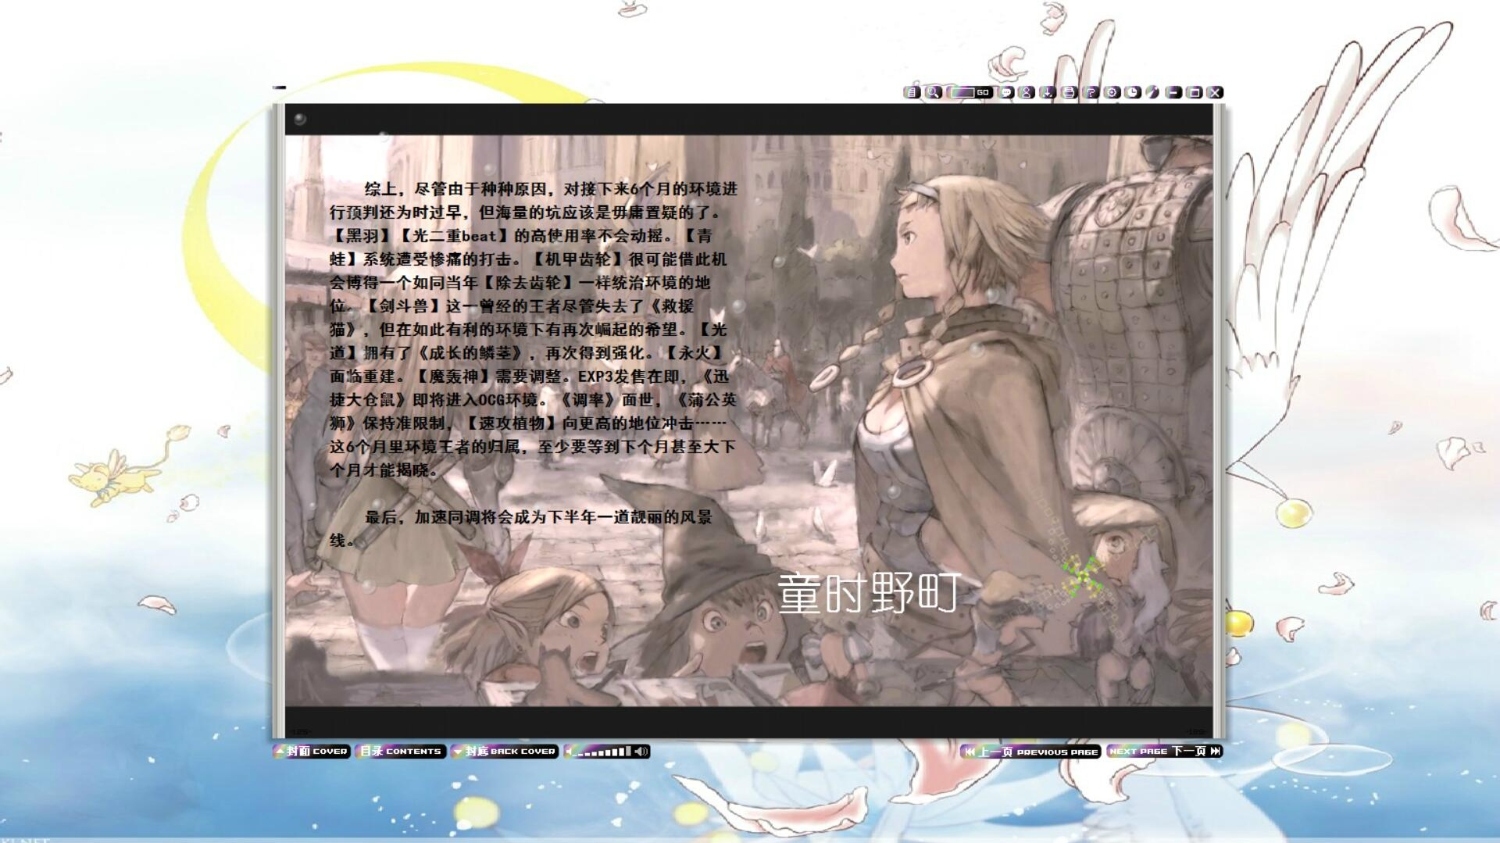 GO
综上，尽管由于种种原因，对接下来6个月的环境进
行预判还为时过早，但海量的坑应该是毋庸置疑的了。
【黑羽】【光二重beat】的高使用率不会动摇。【青
蛙】系统遭受惨痛的打击。【机甲齿轮】很可能借此机
会博得一个如同当年【除去齿轮】一样统治环境的地
位。【剑斗兽】这一曾经的王者尽管失去了《救援
猫》，但在如此有利的环境下有再次崛起的希望。【光
道】拥有了《成长的鳞茎》，再次得到强化。【永火】
面临重建。【魔轰神】需要调整。EXP3发售在即，《迅
捷大仓鼠》即将进入OCG环境。《调率》面世，《蒲公英
狮》保持准限制，【速攻植物】向更高的地位冲击……
这6个月里环境王者的归属，至少要等到下个月甚至大下
个月才能揭晓。
最后，加速同调将会成为下半年一道靓丽的风景
线。
童时野町
封面 COVER
目录 CONTENTS
封底 BACK COVER
上一页 PREVIOUS PAGE
NEXT PAGE 下一页